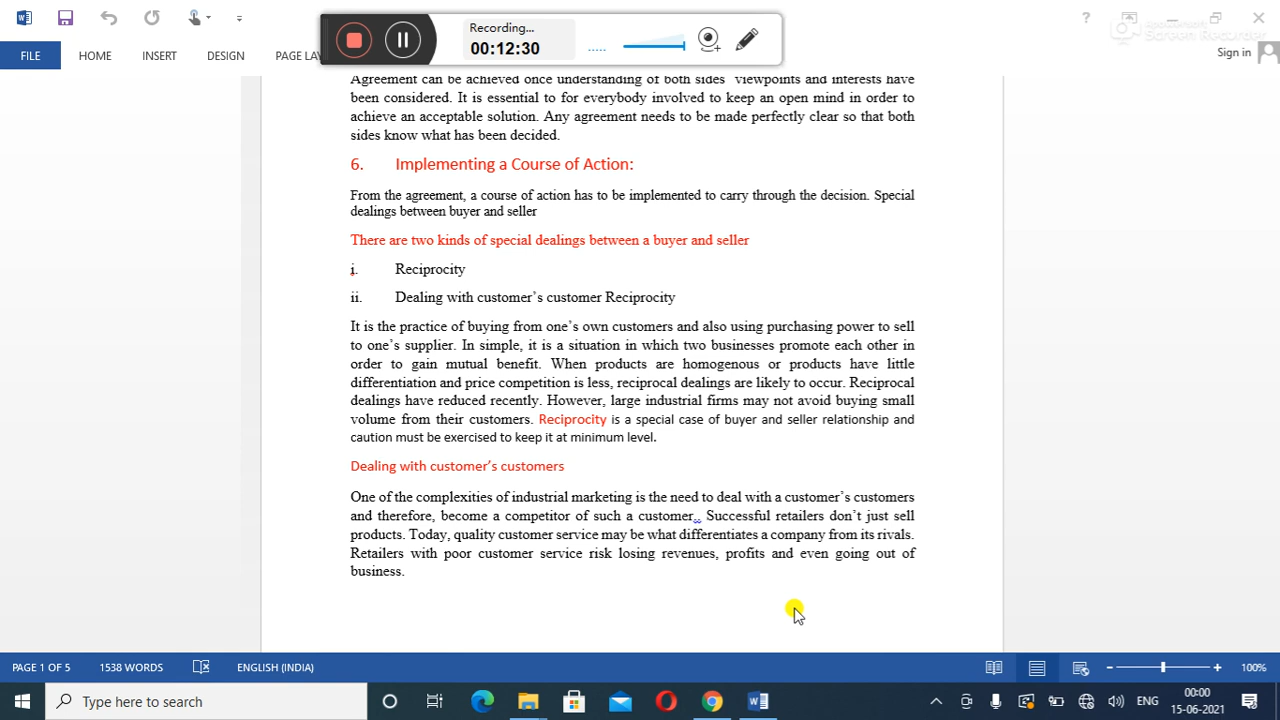 Recording...
00:12:30
Screen Recorder
FILE HOME INSERT DESIGN PAGE LAY
Sign in
Agreement can be achieved once understanding of both sides' viewpoints and interests have
been considered. It is essential to for everybody involved to keep an open mind in order to
achieve an acceptable solution. Any agreement needs to be made perfectly clear so that both
sides know what has been decided.
6. Implementing a Course of Action:
From the agreement, a course of action has to be implemented to carry through the decision. Special
dealings between buyer and seller
There are two kinds of special dealings between a buyer and seller
i. Reciprocity
ii. Dealing with customer's customer Reciprocity
It is the practice of buying from one's own customers and also using purchasing power to sell
to one's supplier. In simple, it is a situation in which two businesses promote each other in
order to gain mutual benefit. When products are homogenous or products have little
differentiation and price competition is less, reciprocal dealings are likely to occur. Reciprocal
dealings have reduced recently. However, large industrial firms may not avoid buying small
volume from their customers. Reciprocity is a special case of buyer and seller relationship and
caution must be exercised to keep it at minimum level.
Dealing with customer's customers
One of the complexities of industrial marketing is the need to deal with a customer's customers
and therefore, become a competitor of such a customer.. Successful retailers don't just sell
products. Today, quality customer service may be what differentiates a company from its rivals.
Retailers with poor customer service risk losing revenues, profits and even going out of
business.
PAGE 1 OF 5 1538 WORDS ENGLISH (INDIA) 100%
Type here to search
ENG
00:00
15-06-2021